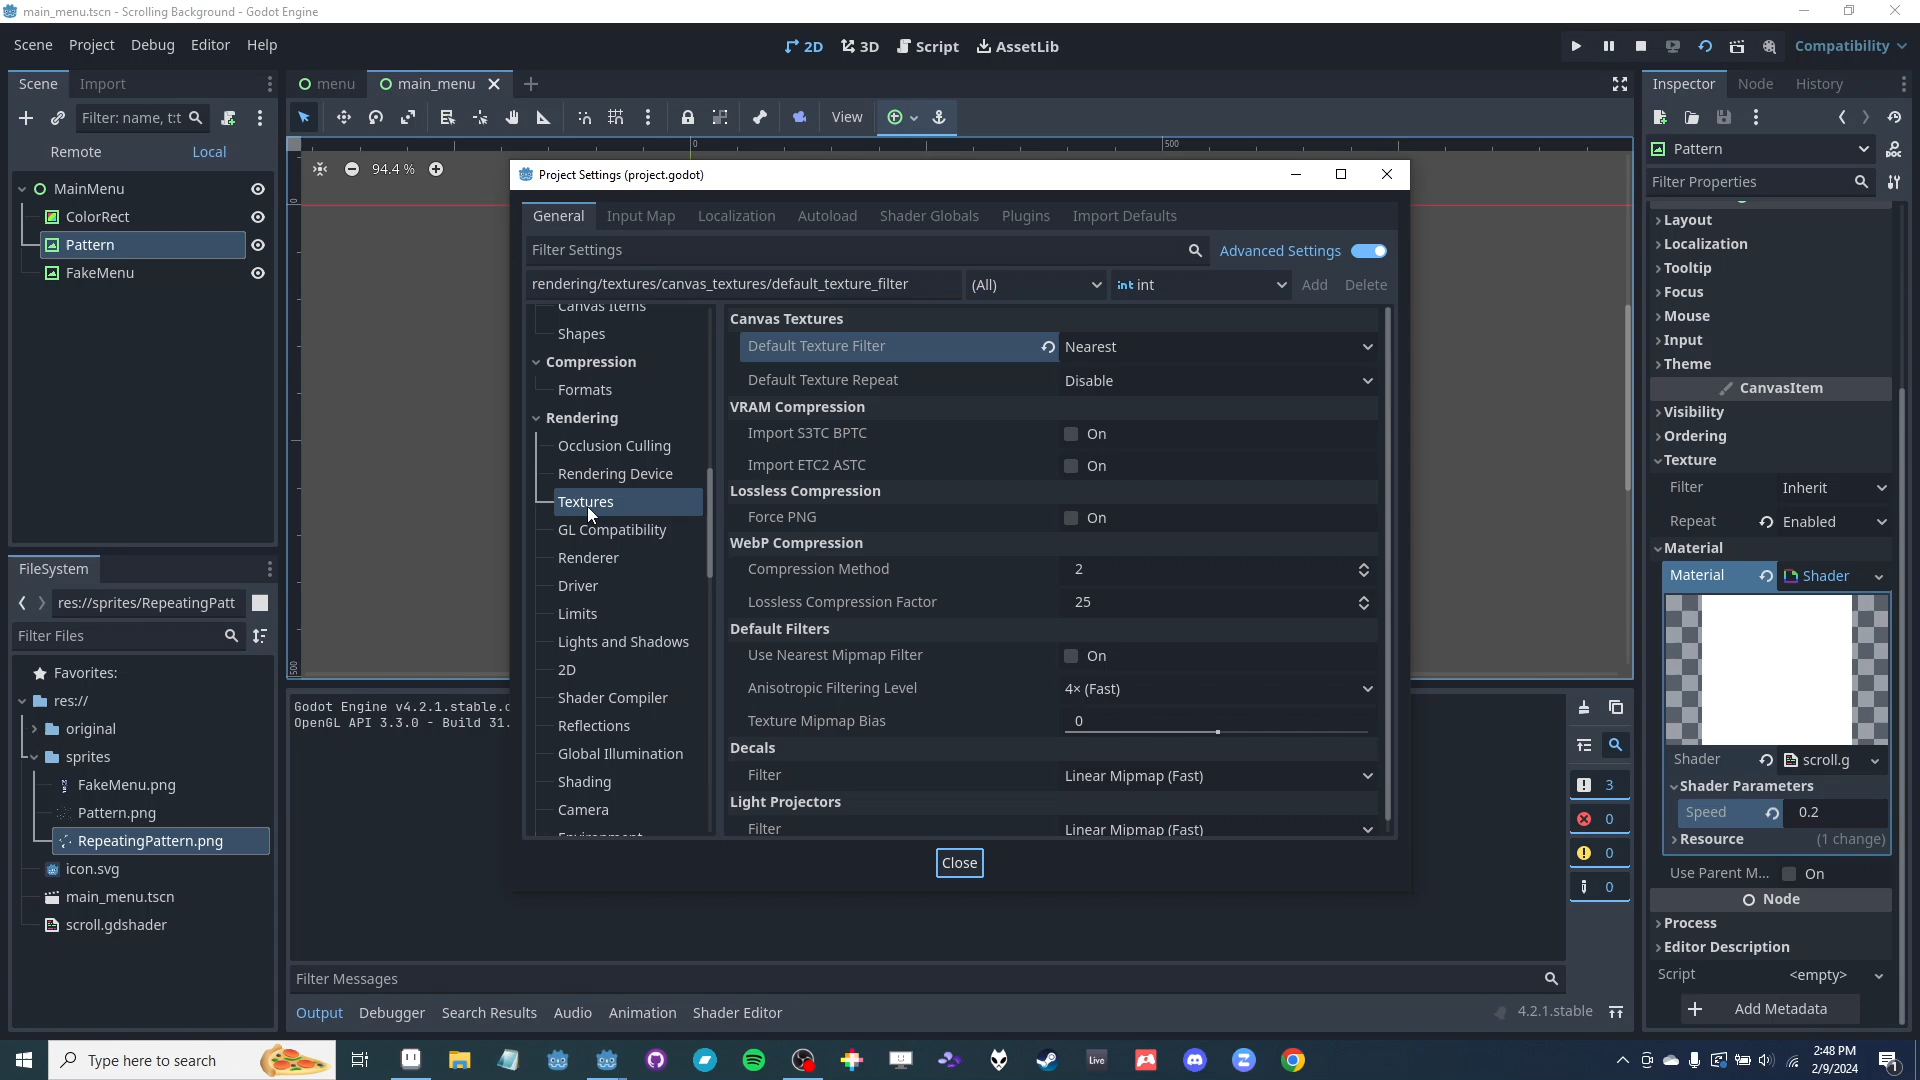 main_menu.tscn - Scrolling Background - Godot Engine
Scene Project Debug Editor Help
2D 3D Script AssetLib
Compatibility
Scene Import
menu main_menu
Inspector Node History
Filter: name, t:t
View
Remote Local
0 500
94.4 %
MainMenu
ColorRect
Pattern
FakeMenu
0
500
Project Settings (project.godot)
General Input Map Localization Autoload Shader Globals Plugins Import Defaults
Filter Settings
Advanced Settings
rendering/textures/canvas_textures/default_texture_filter (All) int int Add Delete
Canvas Items
Shapes
Compression
Formats
Rendering
Occlusion Culling
Rendering Device
Textures
GL Compatibility
Renderer
Driver
Limits
Lights and Shadows
2D
Shader Compiler
Reflections
Global Illumination
Shading
Camera
Environment
Canvas Textures
Default Texture Filter Nearest
Default Texture Repeat Disable
VRAM Compression
Import S3TC BPTC On
Import ETC2 ASTC On
Lossless Compression
Force PNG On
WebP Compression
Compression Method 2
Lossless Compression Factor 25
Default Filters
Use Nearest Mipmap Filter On
Anisotropic Filtering Level 4× (Fast)
Texture Mipmap Bias 0
Decals
Filter Linear Mipmap (Fast)
Light Projectors
Filter Linear Mipmap (Fast)
Close
Pattern
Filter Properties
Layout
Localization
Tooltip
Focus
Mouse
Input
Theme
CanvasItem
Visibility
Ordering
Texture
Filter Inherit
Repeat Enabled
Material
Material Shader
Shader scroll.g
Shader Parameters
Speed 0.2
Resource (1 change)
Use Parent M... On
Node
Process
Editor Description
Script <empty>
Add Metadata
FileSystem
res://sprites/RepeatingPatt
Filter Files
Favorites:
res://
original
sprites
FakeMenu.png
Pattern.png
RepeatingPattern.png
icon.svg
main_menu.tscn
scroll.gdshader
Godot Engine v4.2.1.stable.
OpenGL API 3.3.0 - Build 31.
3
0
0
0
Filter Messages
Output Debugger Search Results Audio Animation Shader Editor
4.2.1.stable
Type here to search
Live
2:48 PM
2/9/2024
1